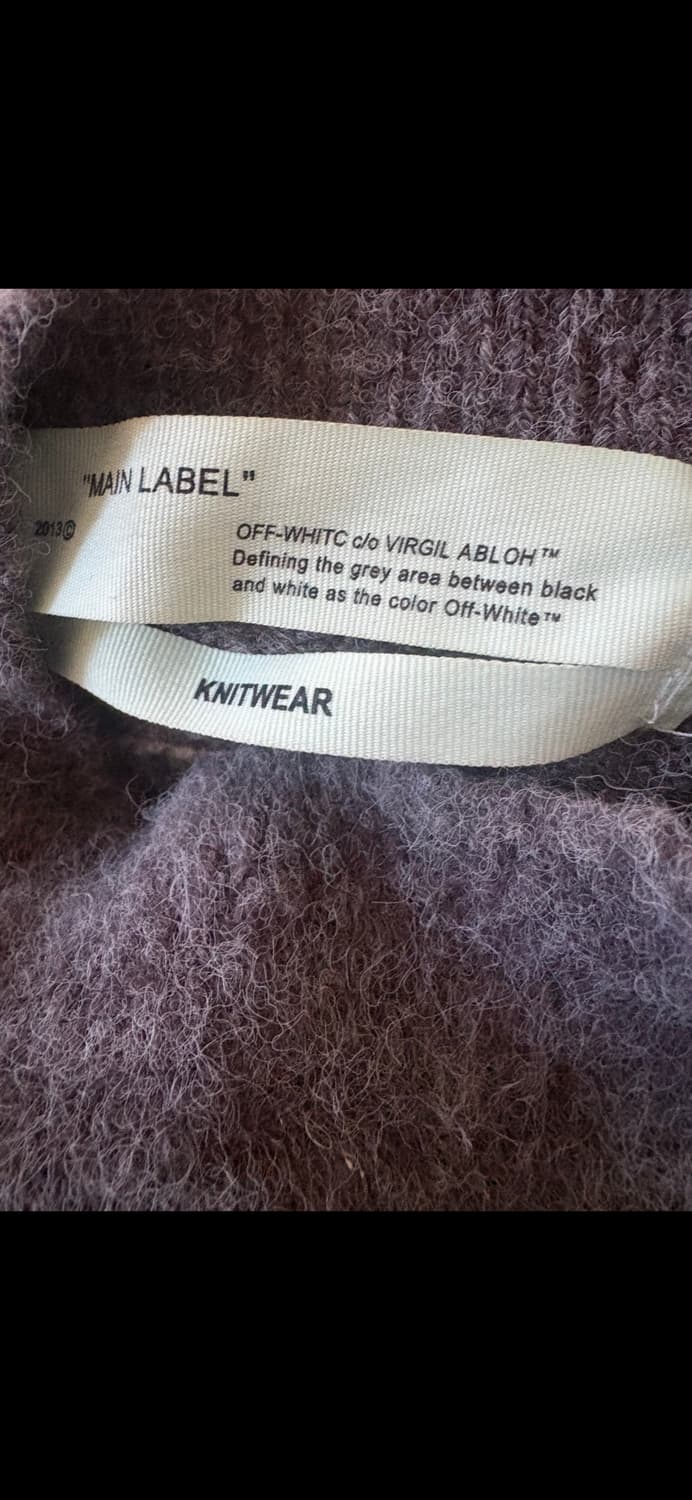 "MAIN LABEL"
2013©
OFF-WHITC c/o VIRGIL ABLOH™
Defining the grey area between black
and white as the color Off-White™
KNITWEAR